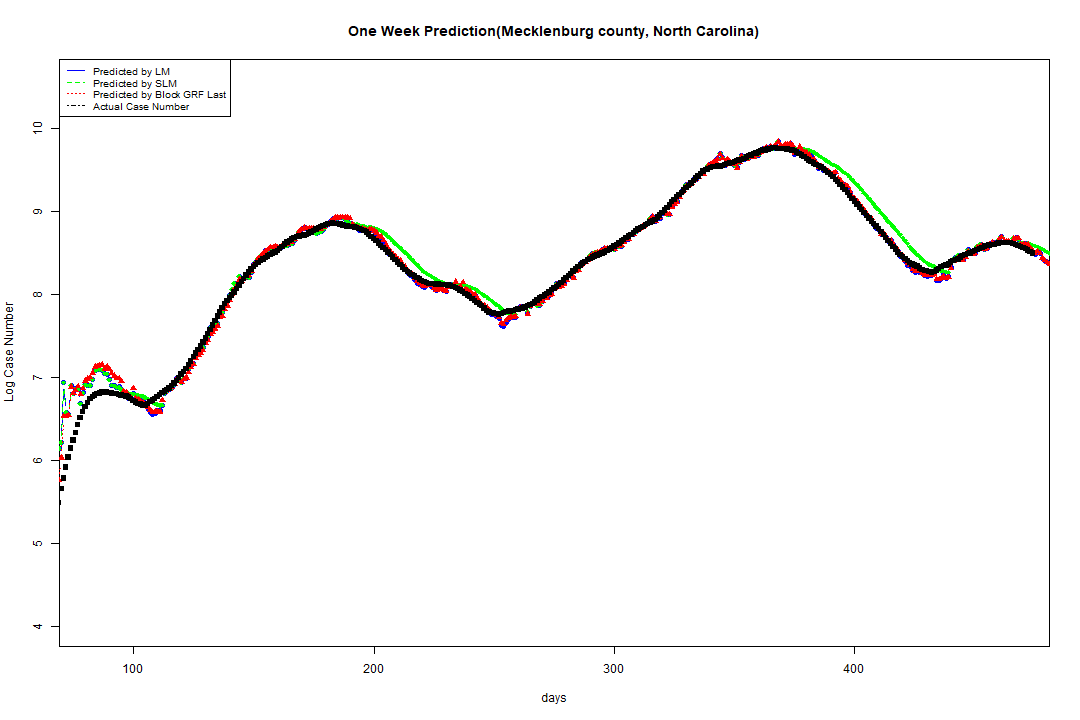 One Week Prediction(Mecklenburg county, North Carolina)
Predicted by LM
Predicted by SLM
Predicted by Block GRF Last
Actual Case Number
Log Case Number
10
9
8
7
6
5
4
100 200 300 400
days